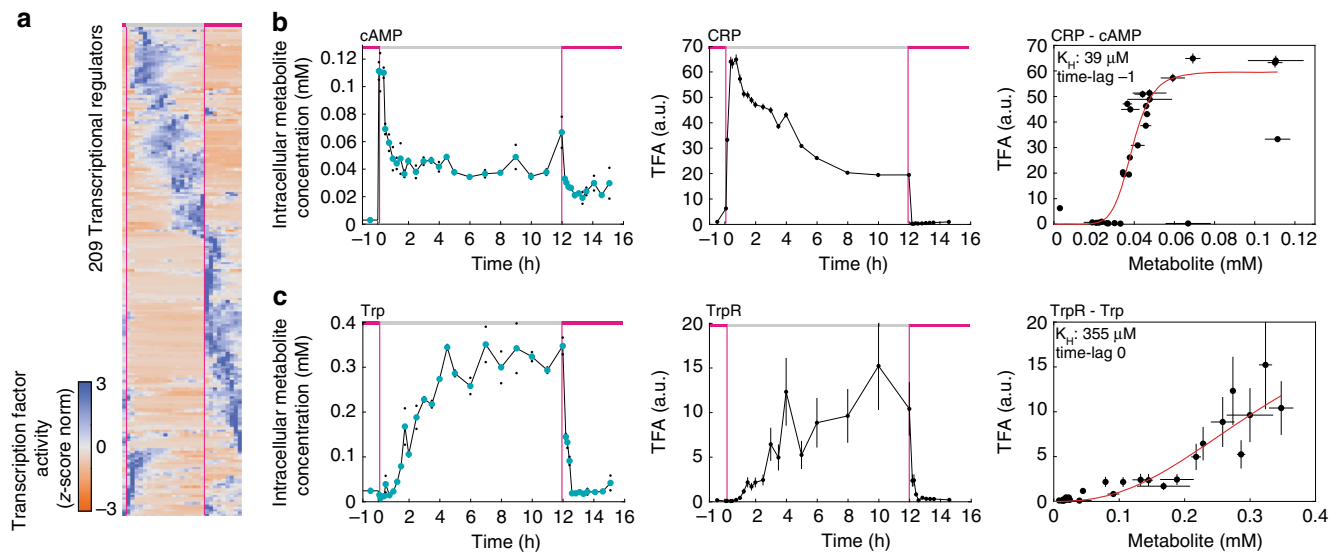 a
209 Transcriptional regulators
Transcription factor
activity
(z-score norm)
3
0
−3
b
cAMP
Intracellular metabolite
concentration (mM)
0.12
0.10
0.08
0.06
0.04
0.02
0
−1 0 2 4 6 8 10 12 14 16
Time (h)
CRP
TFA (a.u.)
70
60
50
40
30
20
10
0
−1 0 2 4 6 8 10 12 14 16
Time (h)
CRP - cAMP
KH: 39 μM
time-lag −1
TFA (a.u.)
70
60
50
40
30
20
10
0
0 0.02 0.04 0.06 0.08 0.10 0.12
Metabolite (mM)
c
Trp
Intracellular metabolite
concentration (mM)
0.4
0.3
0.2
0.1
0
−1 0 2 4 6 8 10 12 14 16
Time (h)
TrpR
TFA (a.u.)
20
15
10
5
0
−1 0 2 4 6 8 10 12 14 16
Time (h)
TrpR - Trp
KH: 355 μM
time-lag 0
TFA (a.u.)
20
15
10
5
0
0 0.1 0.2 0.3 0.4
Metabolite (mM)